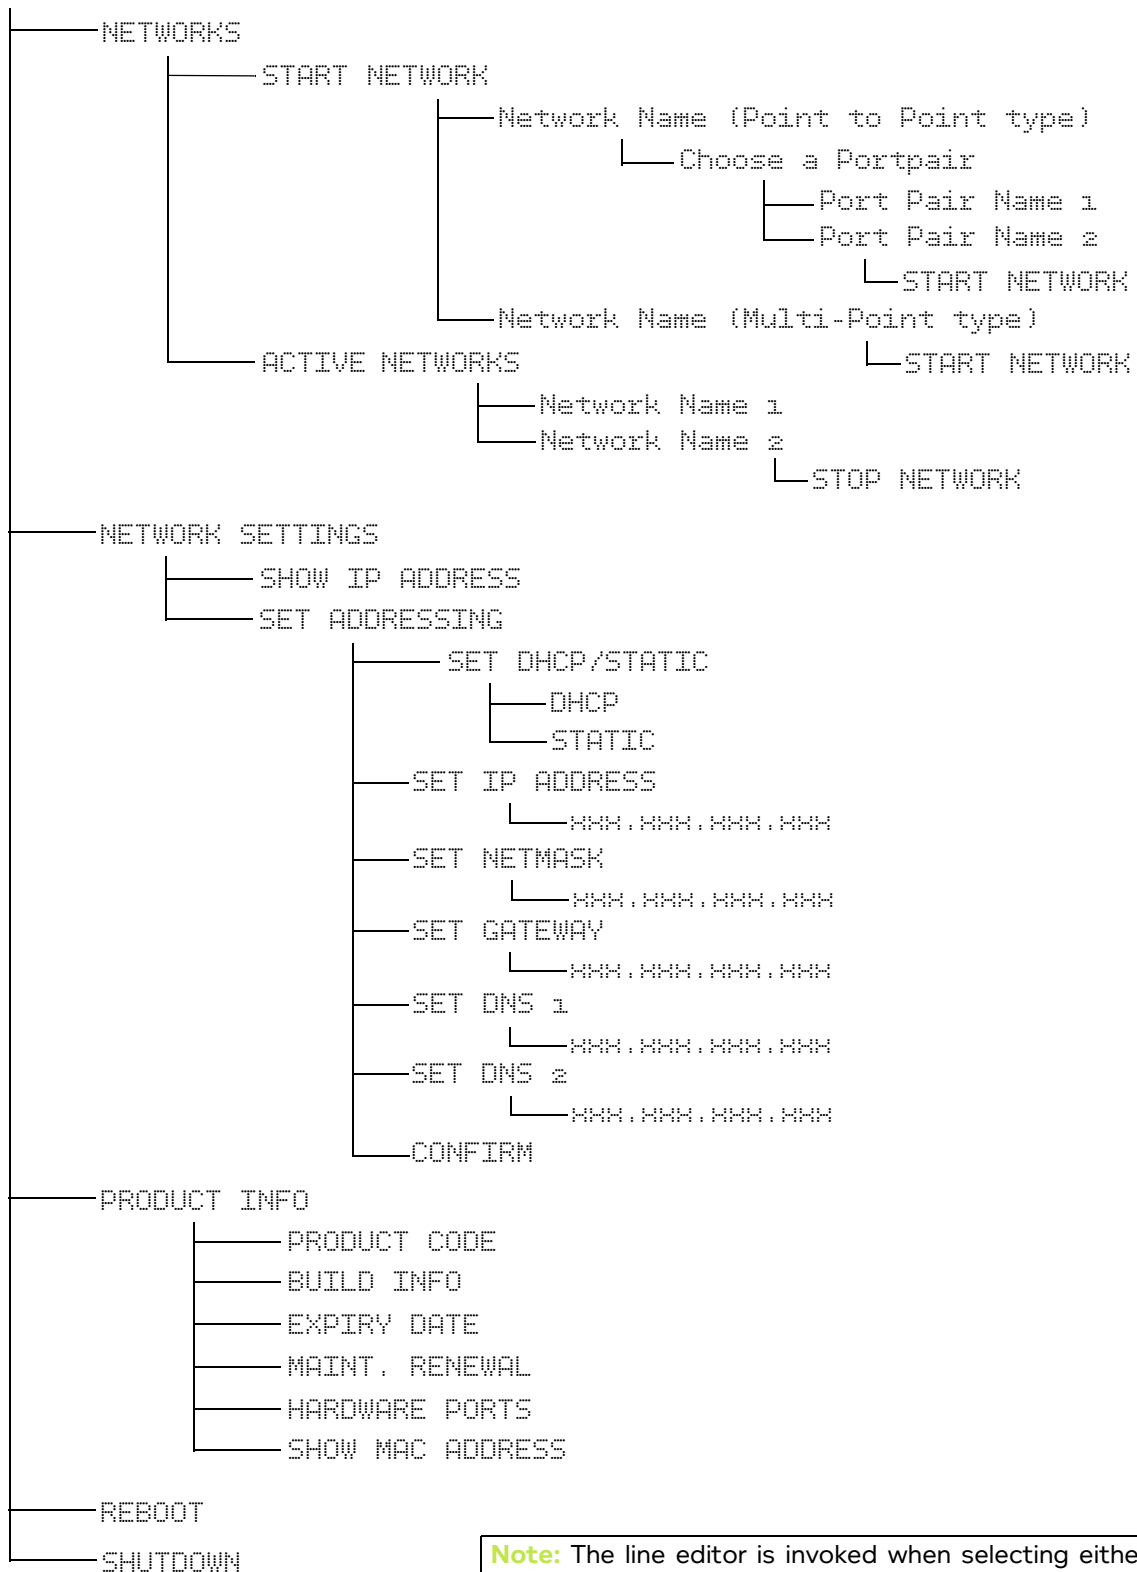 NETWORKS
START NETWORK
Network Name (Point to Point type)
Choose a Portpair
Port Pair Name 1
Port Pair Name 2
START NETWORK
Network Name (Multi-Point type)
START NETWORK
ACTIVE NETWORKS
Network Name 1
Network Name 2
STOP NETWORK
NETWORK SETTINGS
SHOW IP ADDRESS
SET ADDRESSING
SET DHCP/STATIC
DHCP
STATIC
SET IP ADDRESS
XXX.XXX.XXX.XXX
SET NETMASK
XXX.XXX.XXX.XXX
SET GATEWAY
XXX.XXX.XXX.XXX
SET DNS 1
XXX.XXX.XXX.XXX
SET DNS 2
XXX.XXX.XXX.XXX
CONFIRM
PRODUCT INFO
PRODUCT CODE
BUILD INFO
EXPIRY DATE
MAINT. RENEWAL
HARDWARE PORTS
SHOW MAC ADDRESS
REBOOT
SHUTDOWN
Note: The line editor is invoked when selecting eithe